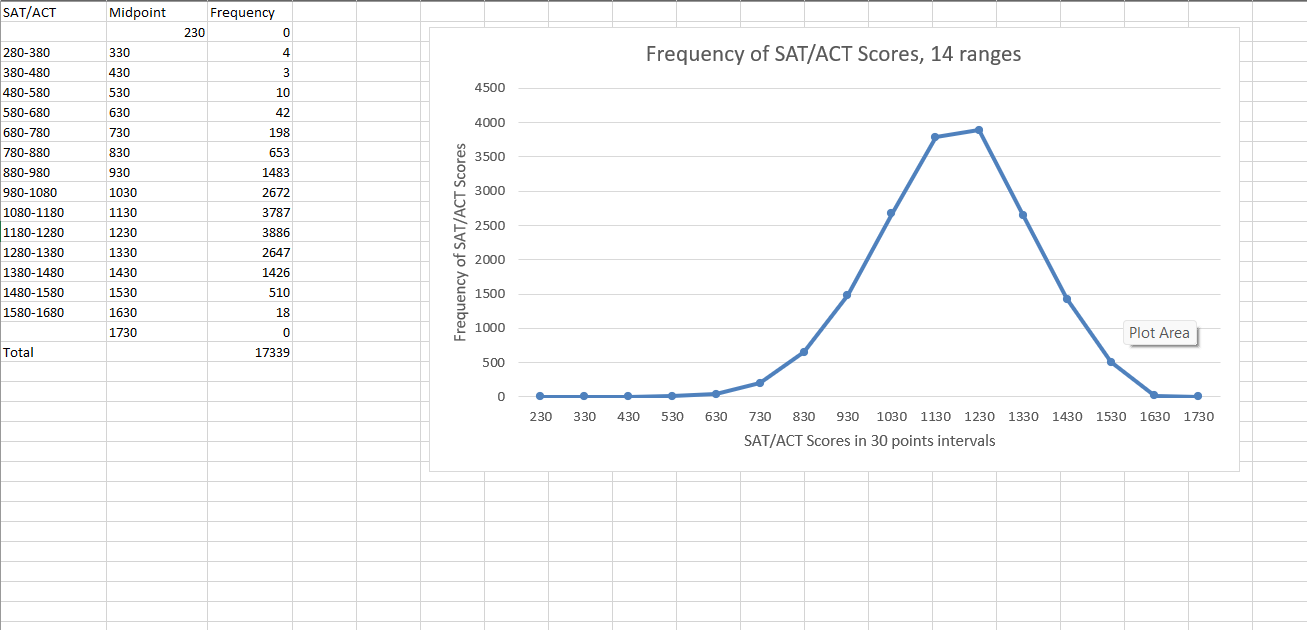 SAT/ACT Midpoint Frequency
230 0
280-380 330 4
380-480 430 3
480-580 530 10
580-680 630 42
680-780 730 198
780-880 830 653
880-980 930 1483
980-1080 1030 2672
1080-1180 1130 3787
1180-1280 1230 3886
1280-1380 1330 2647
1380-1480 1430 1426
1480-1580 1530 510
1580-1680 1630 18
1730 0
Total 17339
Frequency of SAT/ACT Scores, 14 ranges
Frequency of SAT/ACT Scores
4500
4000
3500
3000
2500
2000
1500
1000
500
0
Plot Area
230 330 430 530 630 730 830 930 1030 1130 1230 1330 1430 1530 1630 1730
SAT/ACT Scores in 30 points intervals